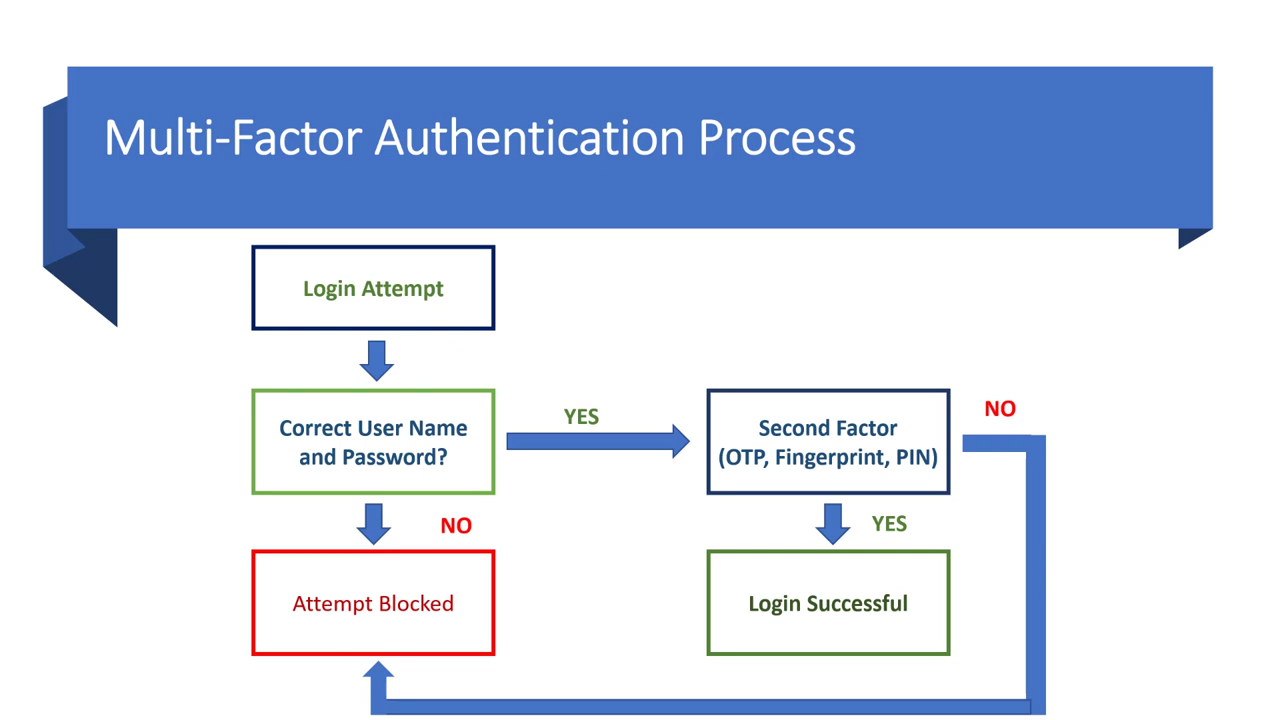 Multi-Factor Authentication Process
Login Attempt
Correct User Name
and Password?
YES
Second Factor
(OTP, Fingerprint, PIN)
NO
NO
YES
Attempt Blocked
Login Successful